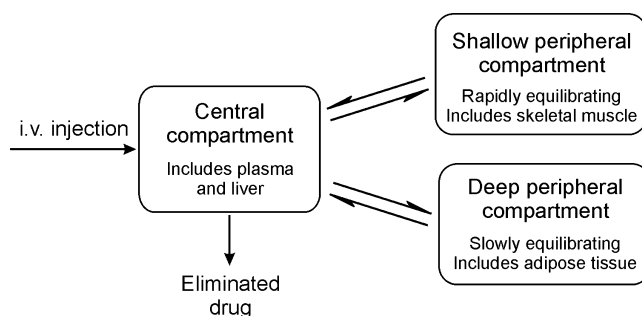 i.v. injection
Central
compartment
Includes plasma
and liver
Eliminated
drug
Shallow peripheral
compartment
Rapidly equilibrating
Includes skeletal muscle
Deep peripheral
compartment
Slowly equilibrating
Includes adipose tissue